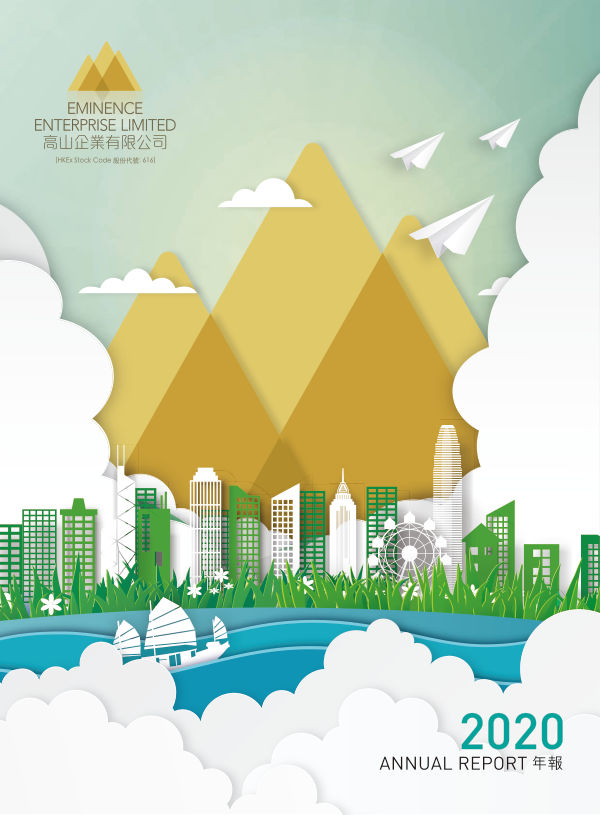 EMINENCE
ENTERPRISE LIMITED
高山企業有限公司
(HKEx Stock Code 股份代號: 616)
2020
ANNUAL REPORT 年報